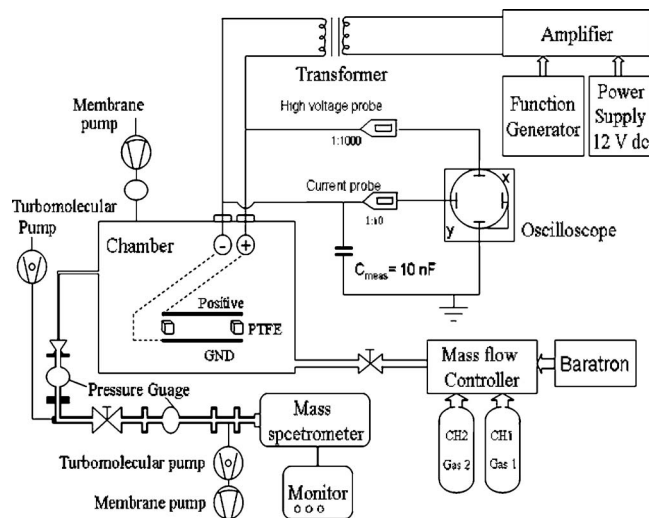 Amplifier
Transformer
Function
Generator
Power
Supply
12 V dc
Membrane
pump
High voltage probe
1:1000
Turbomolecular
Pump
Current probe
1:10
x
y
Oscilloscope
Chamber
-
+
C meas = 10 nF
Positive
PTFE
GND
Mass flow
Controller
Baratron
Pressure Guage
Mass
spcetrometer
CH2
Gas 2
CH1
Gas 1
Turbomolecular pump
Monitor
Membrane pump